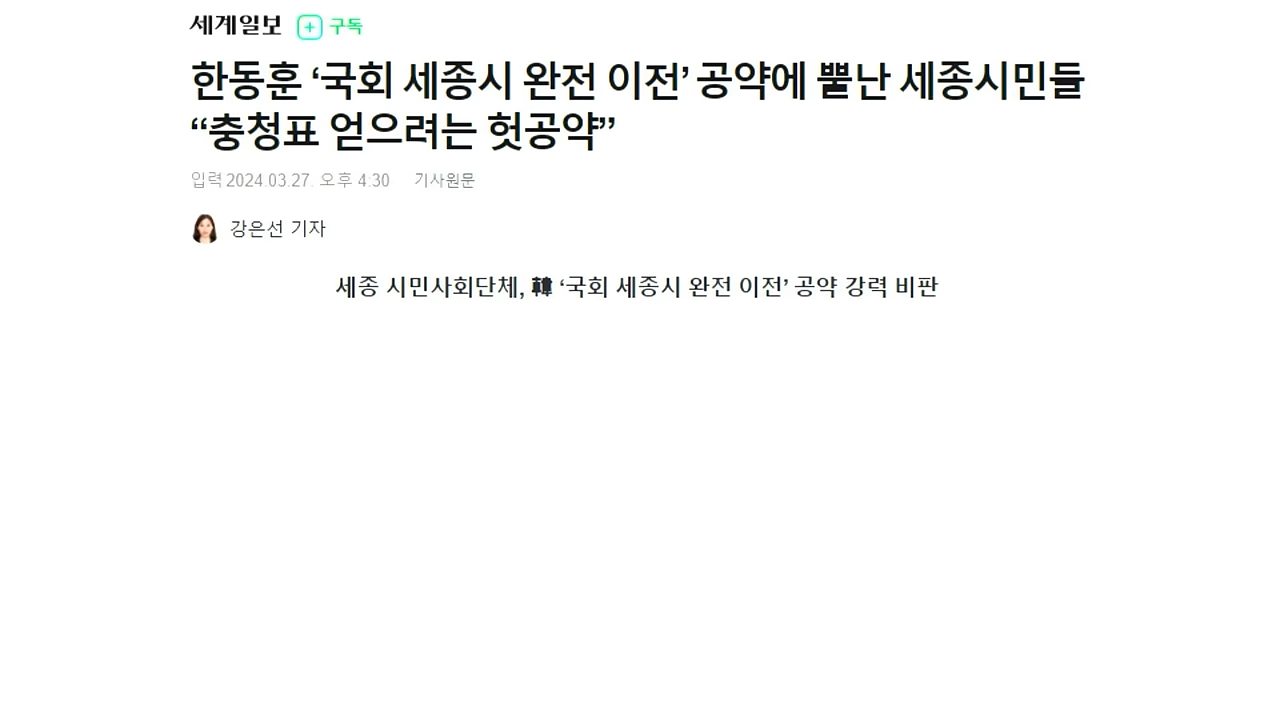 세계일보 + 구독
한동훈 ‘국회 세종시 완전 이전’ 공약에 뿔난 세종시민들
“충청표 얻으려는 헛공약”
입력 2024.03.27. 오후 4:30 기사원문
강은선 기자
세종 시민사회단체, 韓 ‘국회 세종시 완전 이전’ 공약 강력 비판